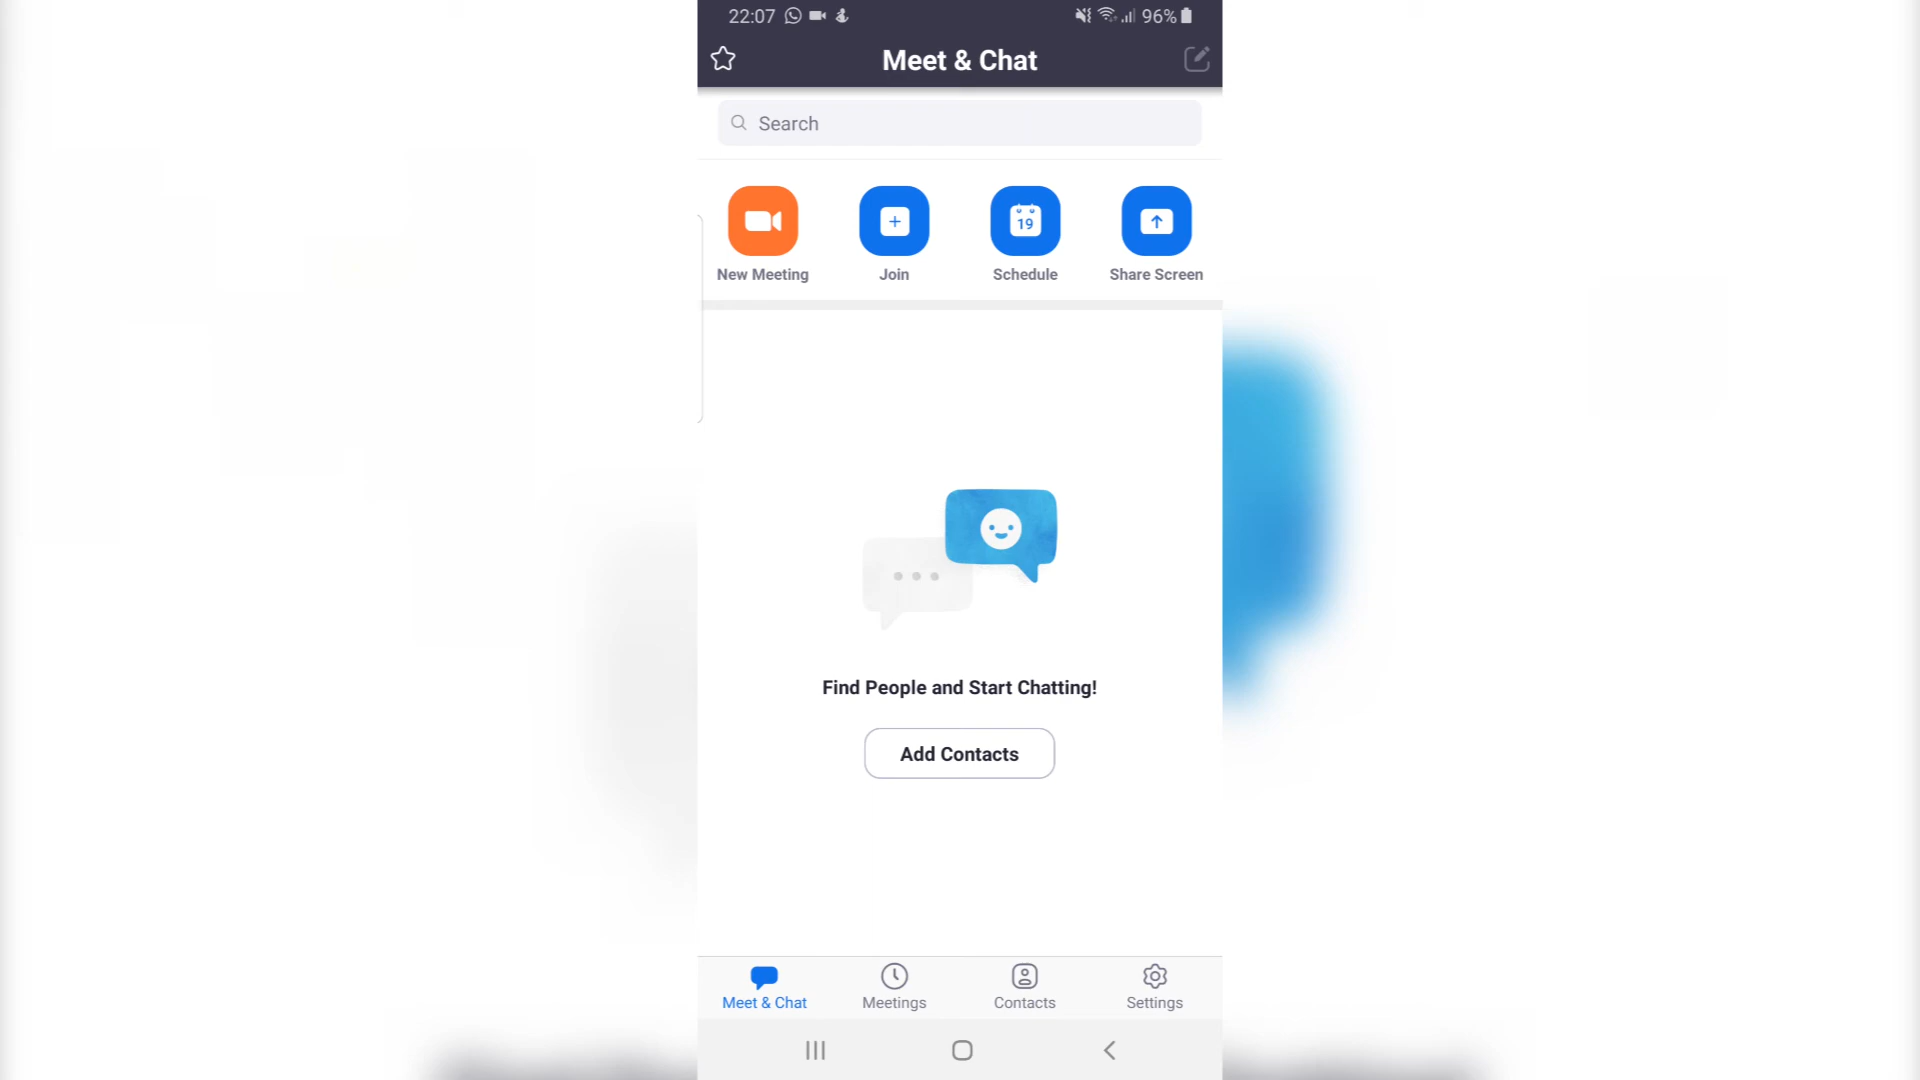 22:07 96%
Meet & Chat
Search
19
New Meeting Join Schedule Share Screen
Find People and Start Chatting!
Add Contacts
Meet & Chat Meetings Contacts Settings